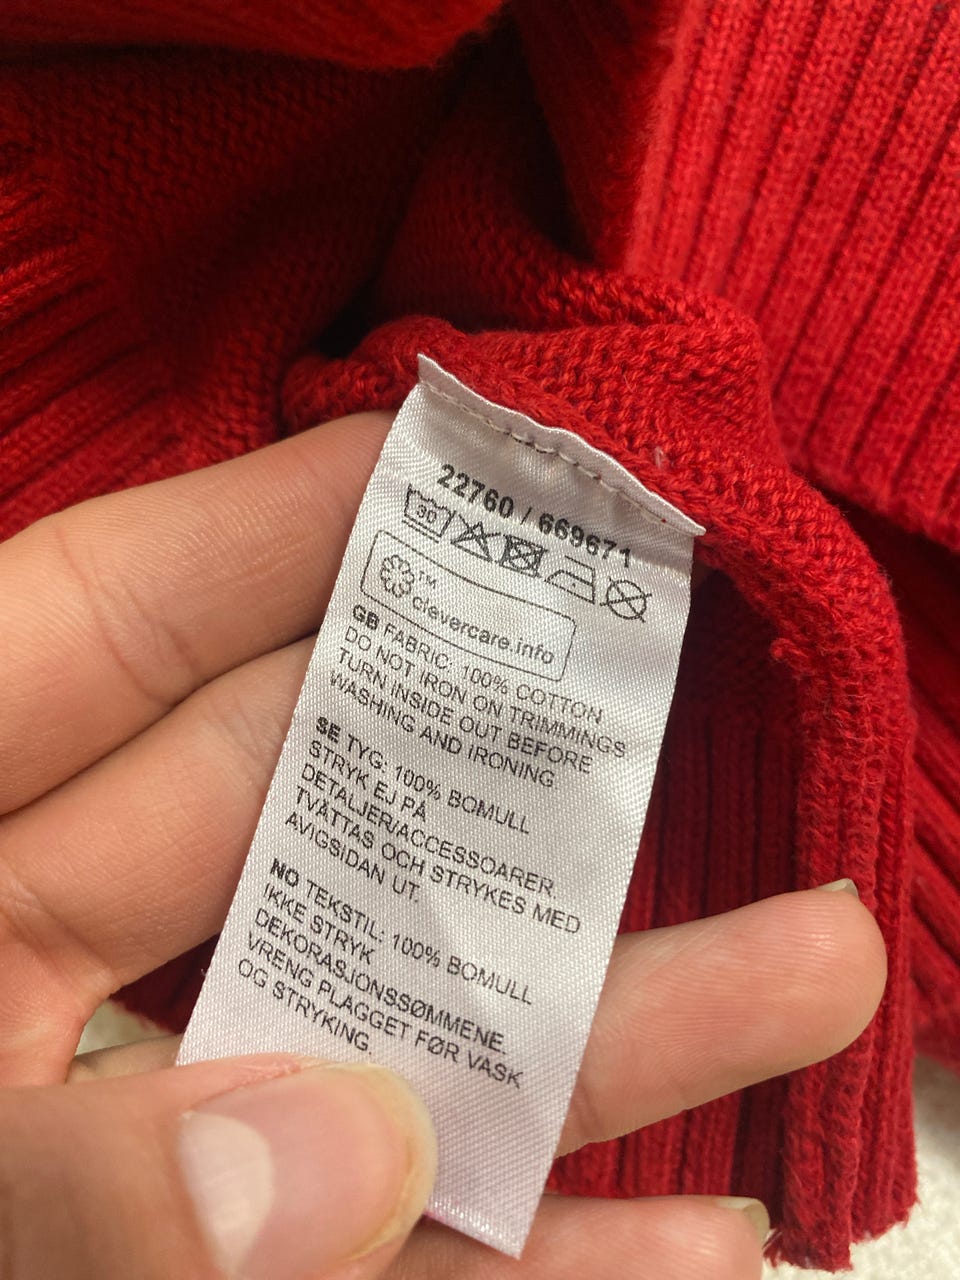 22760 / 669671
30
™
clevercare.info
GB FABRIC: 100% COTTON
DO NOT IRON ON TRIMMINGS
TURN INSIDE OUT BEFORE
WASHING AND IRONING
SE TYG: 100% BOMULL
STRYK EJ PÅ
DETALJER/ACCESSOARER.
TVÄTTAS OCH STRYKES MED
AVIGSIDAN UT.
NO TEKSTIL: 100% BOMULL
IKKE STRYK
DEKORASJONSSØMMENE.
VRENG PLAGGET FØR VASK
OG STRYKING.